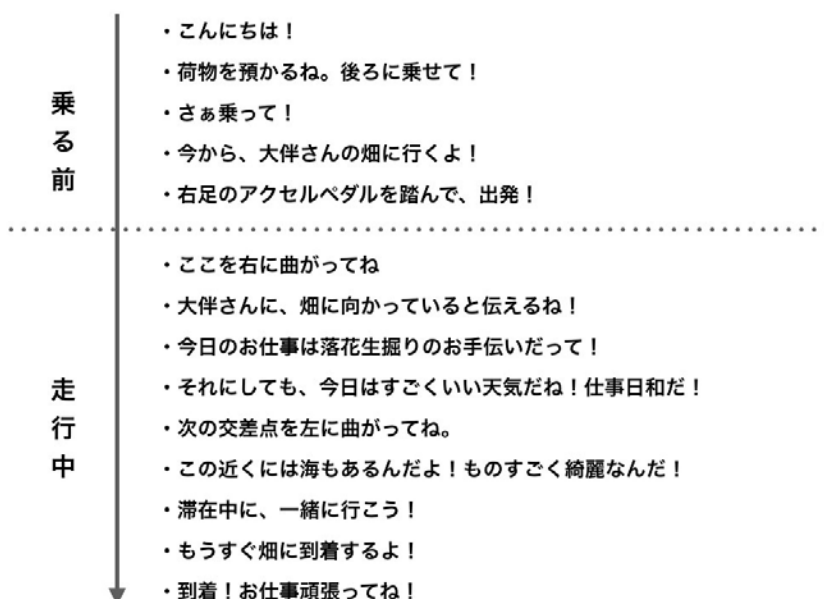 乗る前
・こんにちは！
・荷物を預かるね。後ろに乗せて！
・さぁ乗って！
・今から、大伴さんの畑に行くよ！
・右足のアクセルペダルを踏んで、出発！
走行中
・ここを右に曲がってね
・大伴さんに、畑に向かっていると伝えるね！
・今日のお仕事は落花生掘りのお手伝いだって！
・それにしても、今日はすごくいい天気だね！仕事日和だ！
・次の交差点を左に曲がってね。
・この近くには海もあるんだよ！ものすごく綺麗なんだ！
・滞在中に、一緒に行こう！
・もうすぐ畑に到着するよ！
・到着！お仕事頑張ってね！